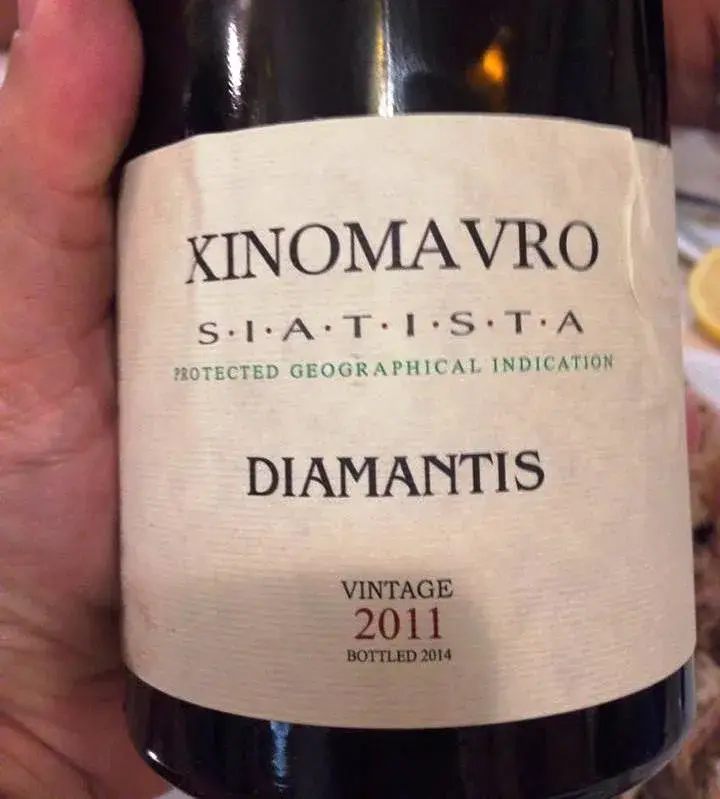 XINOMAVRO
S·I·A·T·I·S·T·A
PROTECTED GEOGRAPHICAL INDICATION
DIAMANTIS
VINTAGE
2011
BOTTLED 2014